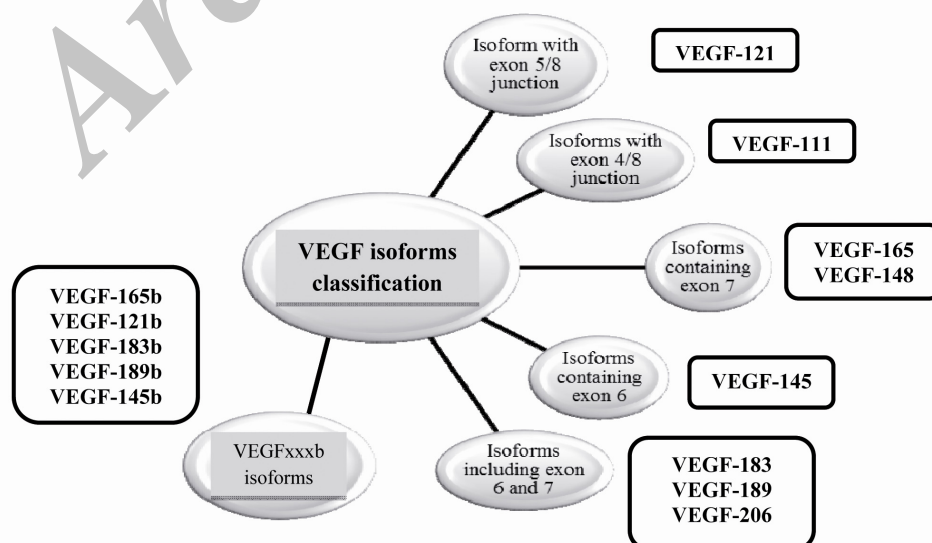 Isoform with
exon 5/8
junction
VEGF-121
Isoforms with
exon 4/8
junction
VEGF-111
VEGF isoforms
classification
Isoforms
containing
exon 7
VEGF-165
VEGF-148
Isoforms
containing
exon 6
VEGF-145
Isoforms
including exon
6 and 7
VEGF-183
VEGF-189
VEGF-206
VEGFxxxb
isoforms
VEGF-165b
VEGF-121b
VEGF-183b
VEGF-189b
VEGF-145b